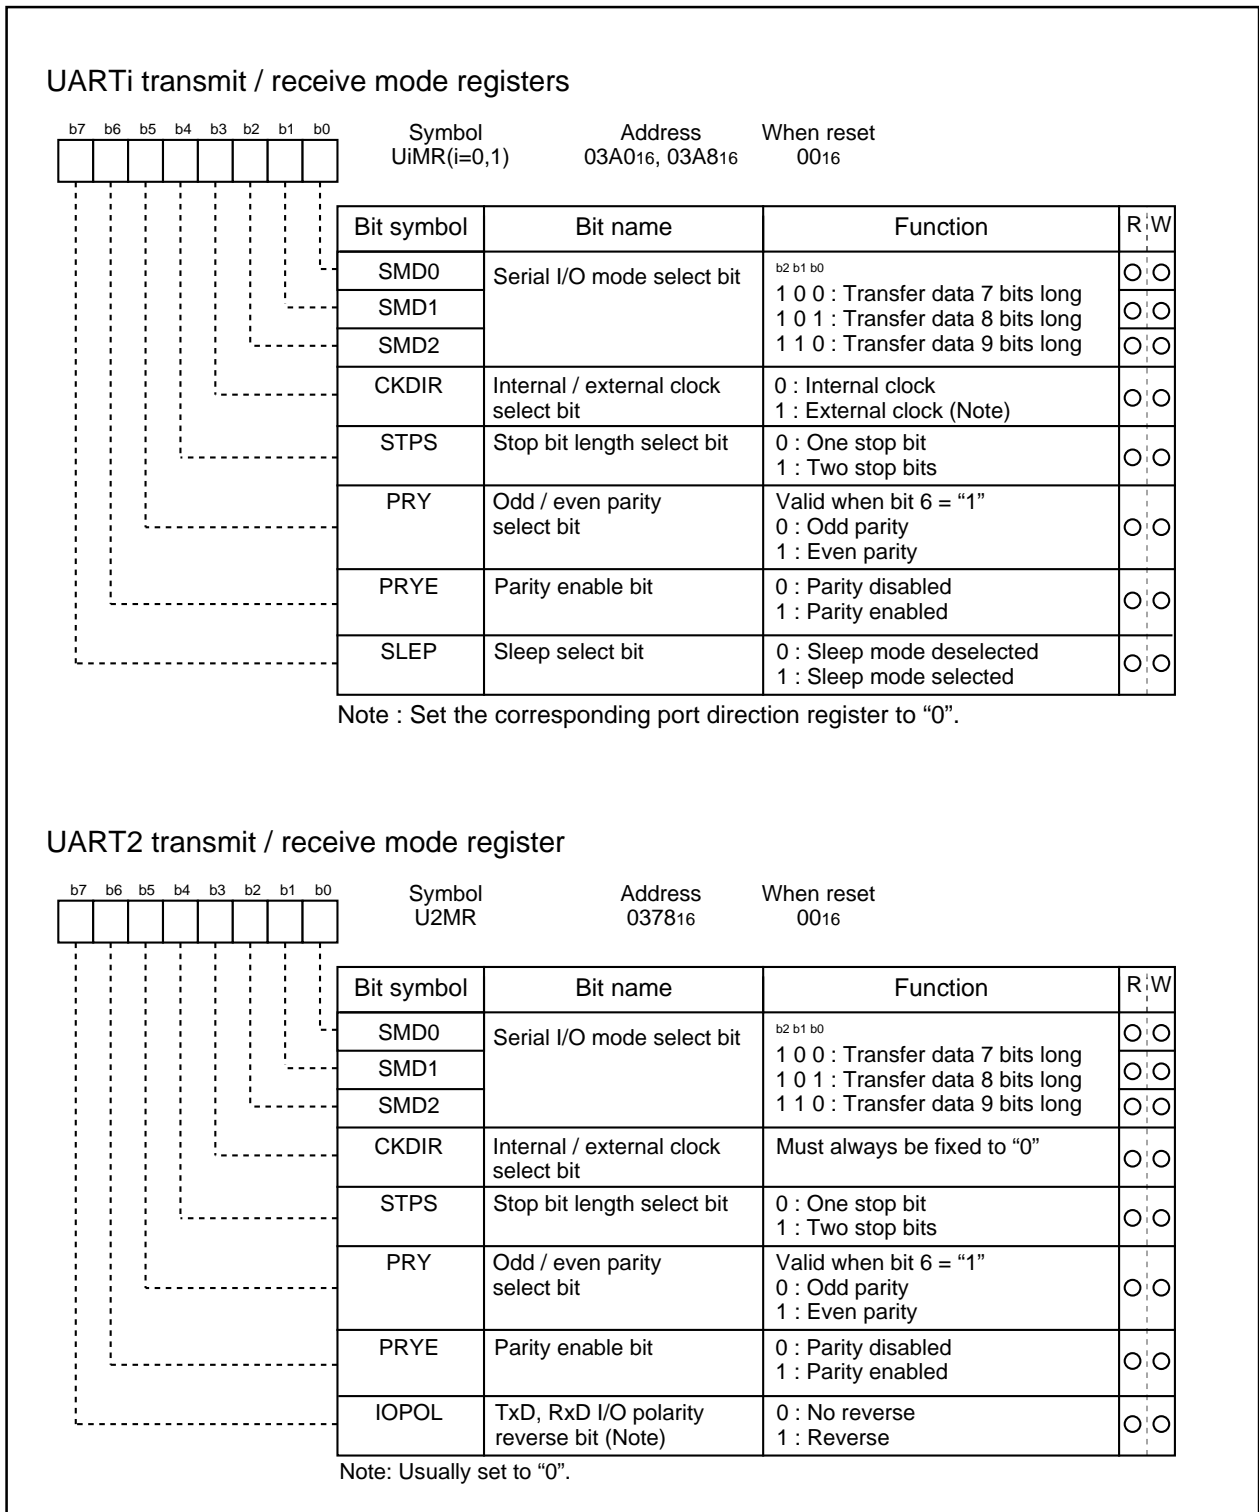 UARTi transmit / receive mode registers
b7 b6 b5 b4 b3 b2 b1 b0
Symbol Address When reset
UiMR(i=0,1) 03A016, 03A816 0016
Bit symbol Bit name Function R W
SMD0 Serial I/O mode select bit b2 b1 b0
1 0 0 : Transfer data 7 bits long
SMD1 1 0 1 : Transfer data 8 bits long
SMD2 1 1 0 : Transfer data 9 bits long
CKDIR Internal / external clock 0 : Internal clock
select bit 1 : External clock (Note)
STPS Stop bit length select bit 0 : One stop bit
1 : Two stop bits
PRY Odd / even parity Valid when bit 6 = “1”
select bit 0 : Odd parity
1 : Even parity
PRYE Parity enable bit 0 : Parity disabled
1 : Parity enabled
SLEP Sleep select bit 0 : Sleep mode deselected
1 : Sleep mode selected
Note : Set the corresponding port direction register to “0”.
UART2 transmit / receive mode register
b7 b6 b5 b4 b3 b2 b1 b0
Symbol Address When reset
U2MR 037816 0016
Bit symbol Bit name Function R W
SMD0 Serial I/O mode select bit b2 b1 b0
1 0 0 : Transfer data 7 bits long
SMD1 1 0 1 : Transfer data 8 bits long
SMD2 1 1 0 : Transfer data 9 bits long
CKDIR Internal / external clock Must always be fixed to “0”
select bit
STPS Stop bit length select bit 0 : One stop bit
1 : Two stop bits
PRY Odd / even parity Valid when bit 6 = “1”
select bit 0 : Odd parity
1 : Even parity
PRYE Parity enable bit 0 : Parity disabled
1 : Parity enabled
IOPOL TxD, RxD I/O polarity 0 : No reverse
reverse bit (Note) 1 : Reverse
Note: Usually set to “0”.